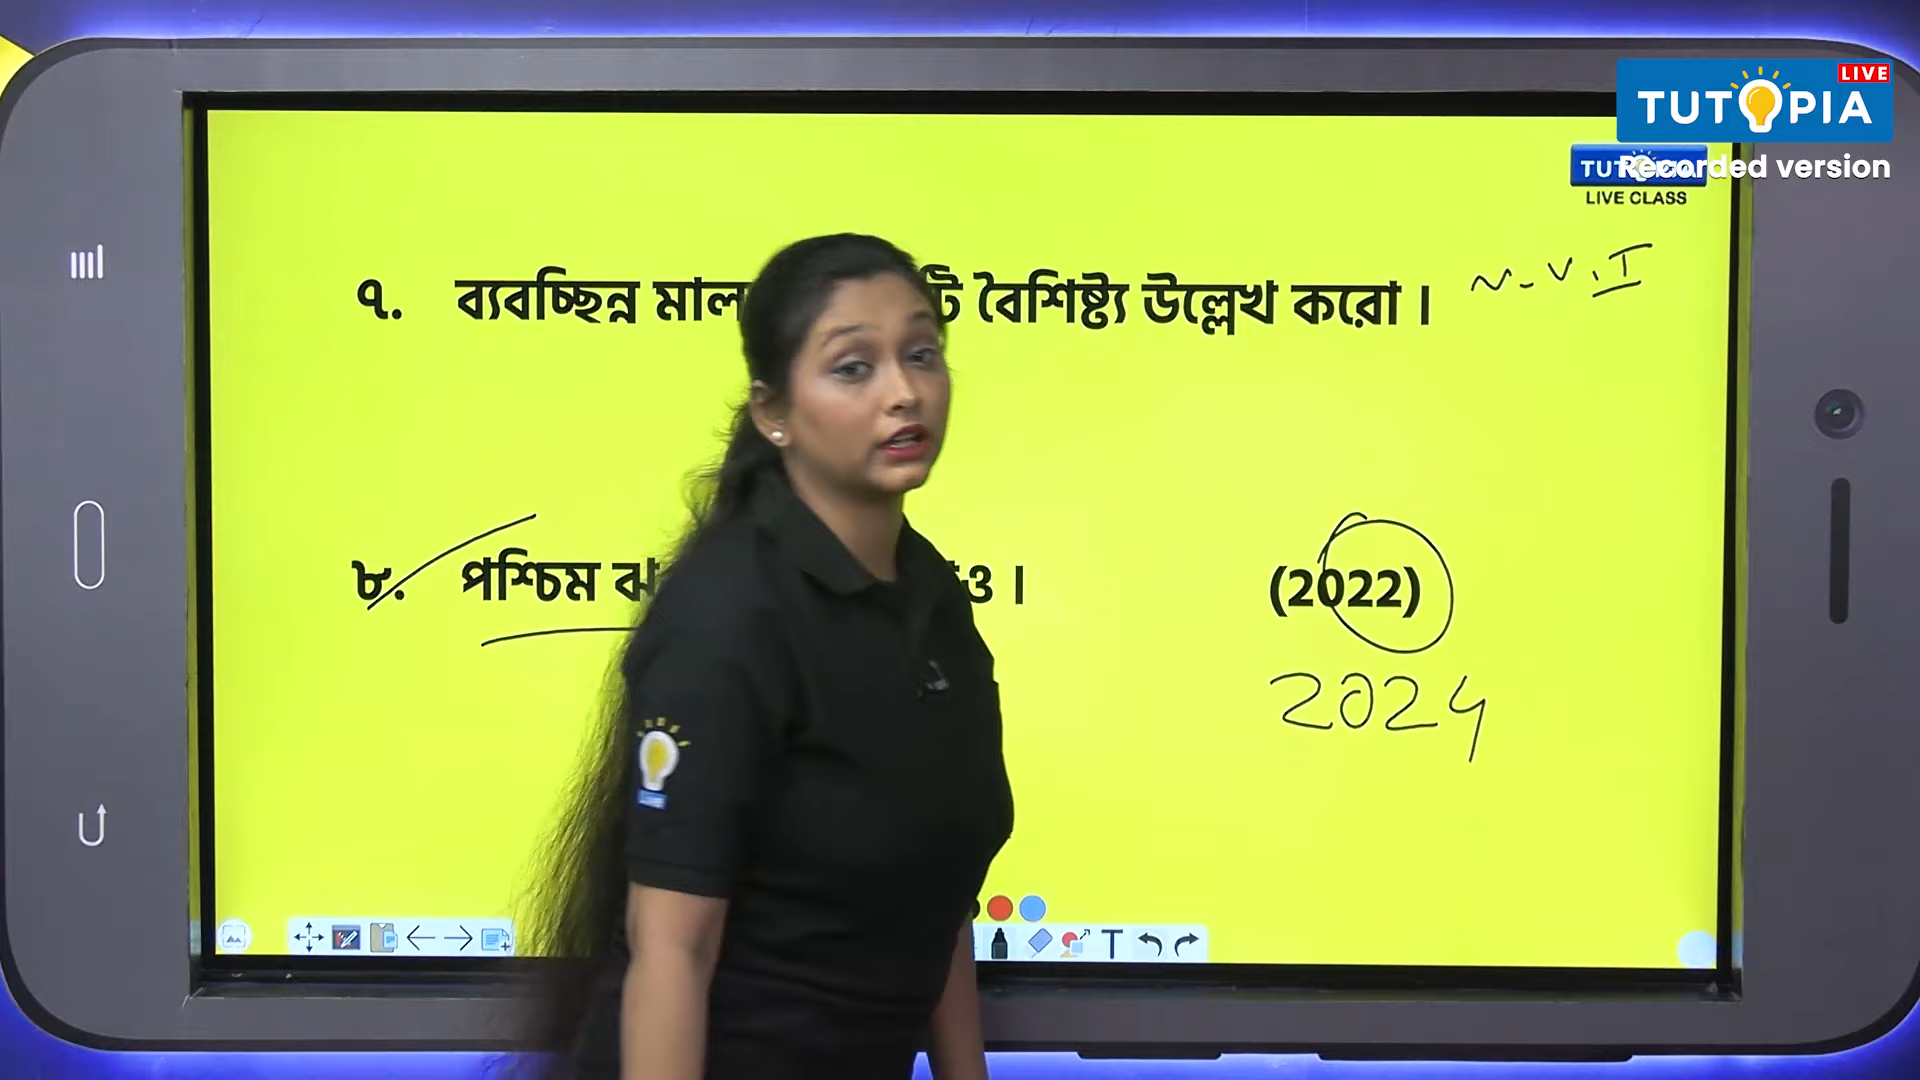 LIVE
TUTOPIA
Recorded version
LIVE CLASS
৭. ব্যবচ্ছিন্ন টি বৈশিষ্ট্য উল্লেখ করো। N.V.I
৮. পশ্চিম (2022)
2024
T